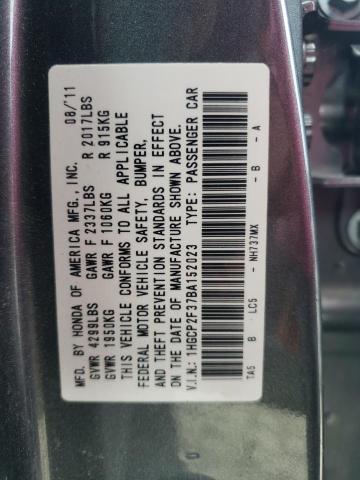 MFD. BY HONDA OF AMERICA MFG., INC. 08/'11
GVWR 4299LBS GAWR F 2337LBS R 2017LBS
GVWR 1950KG GAWR F 1060KG R 915KG
THIS VEHICLE CONFORMS TO ALL APPLICABLE
FEDERAL MOTOR VEHICLE SAFETY, BUMPER,
AND THEFT PREVENTION STANDARDS IN EFFECT
ON THE DATE OF MANUFACTURE SHOWN ABOVE.
V.I.N.: 1HGCP2F37BA152023 TYPE: PASSENGER CAR
TA5 B LC5 - NH737MX - B - A